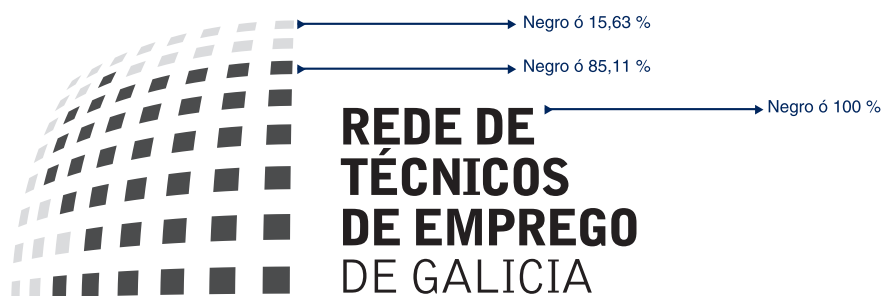 Negro ó 15,63 %
Negro ó 85,11 %
Negro ó 100 %
REDE DE
TÉCNICOS
DE EMPREGO
DE GALICIA